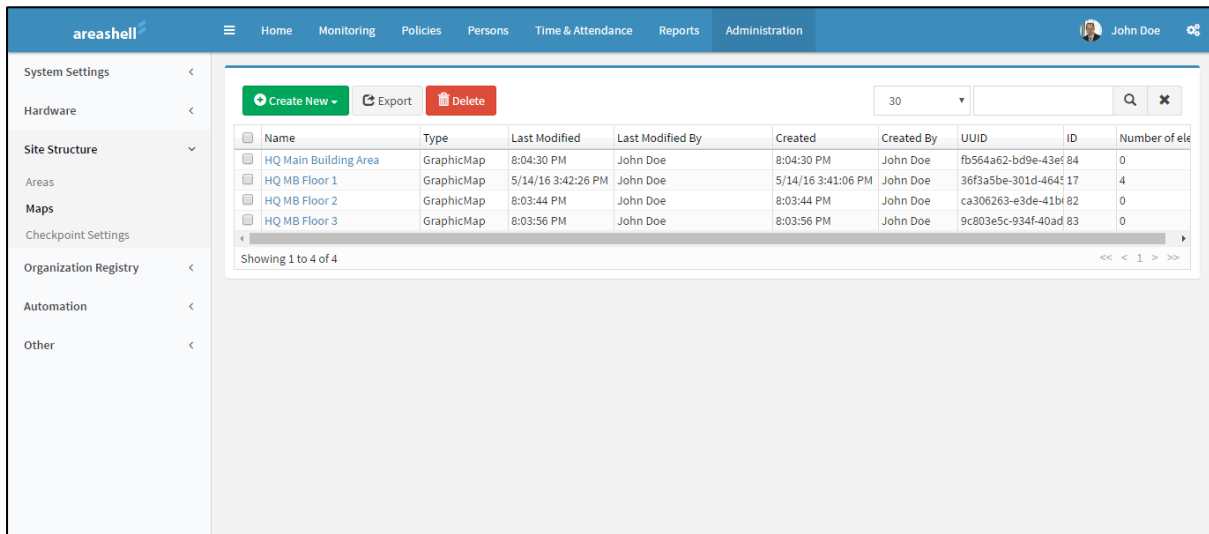 areashell Home Monitoring Policies Persons Time & Attendance Reports Administration John Doe
System Settings
Hardware
Site Structure
Areas
Maps
Checkpoint Settings
Organization Registry
Automation
Other
Create New Export Delete 30
Name Type Last Modified Last Modified By Created Created By UUID ID Number of ele
HQ Main Building Area GraphicMap 8:04:30 PM John Doe 8:04:30 PM John Doe fb564a62-bd9e-43e9 84 0
HQ MB Floor 1 GraphicMap 5/14/16 3:42:26 PM John Doe 5/14/16 3:41:06 PM John Doe 36f3a5be-301d-4645 17 4
HQ MB Floor 2 GraphicMap 8:03:44 PM John Doe 8:03:44 PM John Doe ca306263-e3de-41b 82 0
HQ MB Floor 3 GraphicMap 8:03:56 PM John Doe 8:03:56 PM John Doe 9c803e5c-934f-40ad 83 0
Showing 1 to 4 of 4 << < 1 > >>